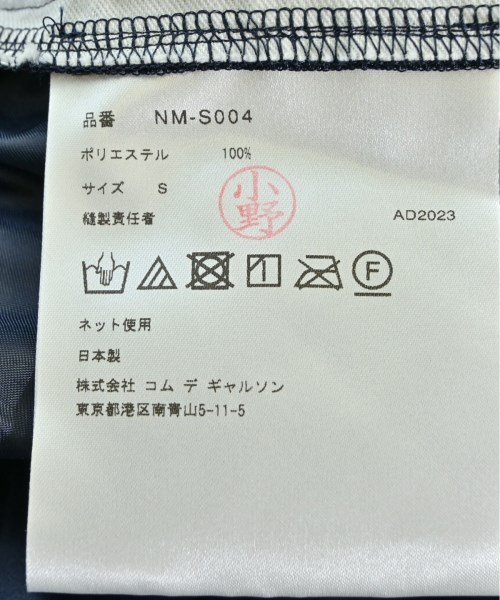 品番 NM-S004
ポリエステル 100%
サイズ S
小野
縫製責任者 AD2023
1 F
ネット使用
日本製
株式会社 コム デ ギャルソン
東京都港区南青山5-11-5